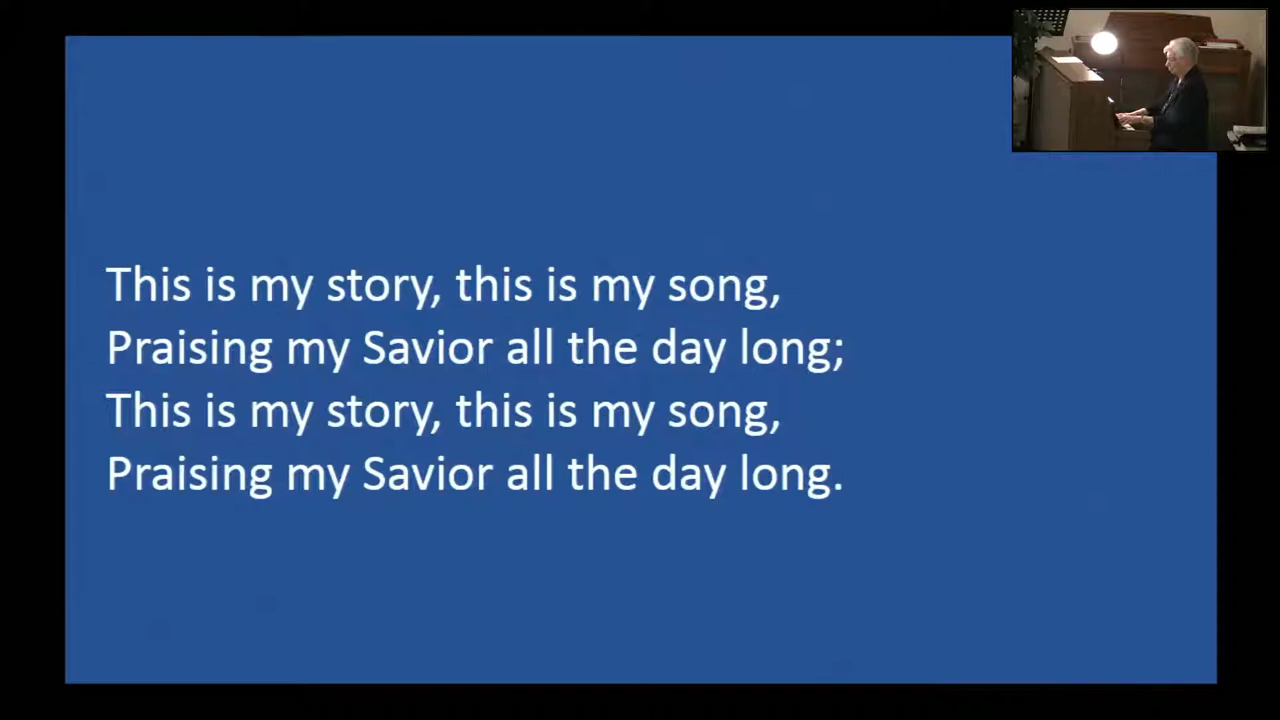 This is my story, this is my song,
Praising my Savior all the day long;
This is my story, this is my song,
Praising my Savior all the day long.